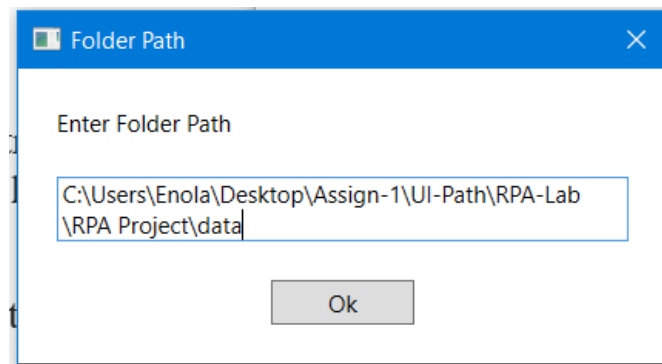 Folder Path
Enter Folder Path
C:\Users\Enola\Desktop\Assign-1\UI-Path\RPA-Lab
\RPA Project\data
Ok